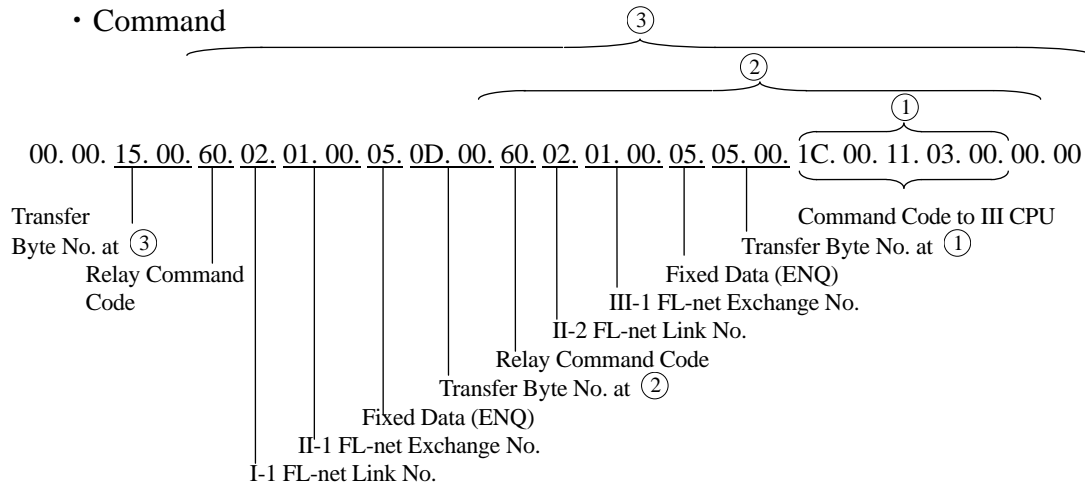 ・Command
③
②
①
00. 00. 15. 00. 60. 02. 01. 00. 05. 0D. 00. 60. 02. 01. 00. 05. 05. 00. 1C. 00. 11. 03. 00. 00. 00
Transfer
Byte No. at ③
Command Code to III CPU
Transfer Byte No. at ①
Relay Command
Code
Fixed Data (ENQ)
III-1 FL-net Exchange No.
II-2 FL-net Link No.
Relay Command Code
Transfer Byte No. at ②
Fixed Data (ENQ)
II-1 FL-net Exchange No.
I-1 FL-net Link No.